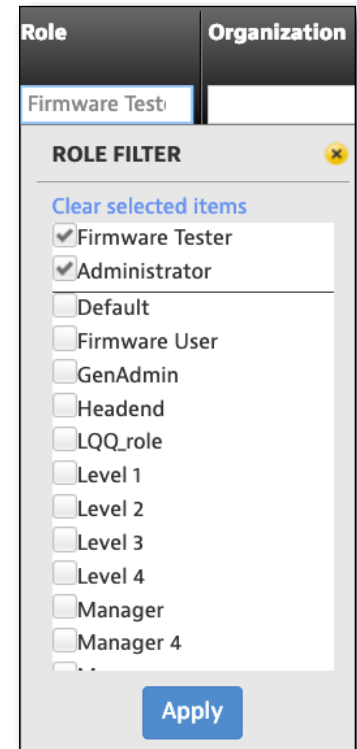 Role Organization
Firmware Test
ROLE FILTER
Clear selected items
Firmware Tester
Administrator
Default
Firmware User
GenAdmin
Headend
LQQ_role
Level 1
Level 2
Level 3
Level 4
Manager
Manager 4
Apply